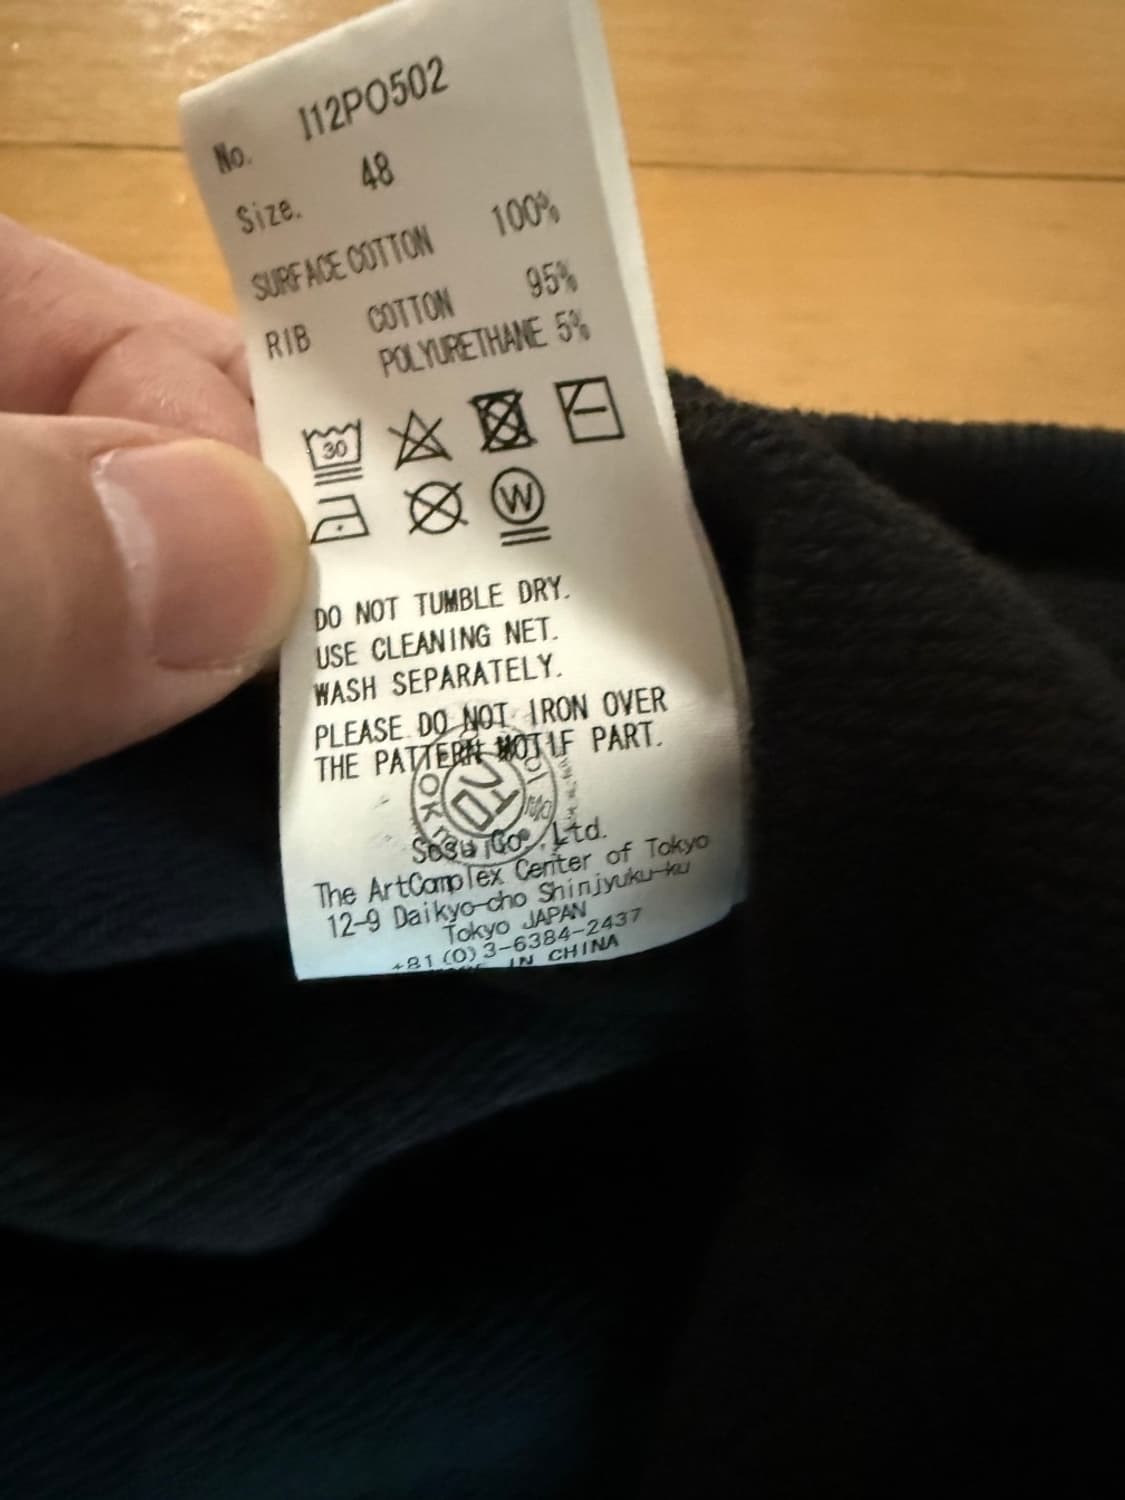 No. I12PO502
Size. 48
SURFACE COTTON 100%
RIB COTTON 95%
POLYURETHANE 5%
30
W
DO NOT TUMBLE DRY.
USE CLEANING NET.
WASH SEPARATELY.
PLEASE DO NOT IRON OVER
THE PATTERN MOTIF PART.
Sosu Co.,Ltd.
The ArtComplex Center of Tokyo
12-9 Daikyo-cho Shinjyuku-ku
Tokyo JAPAN
+81(0)3-6384-2437
IN CHINA